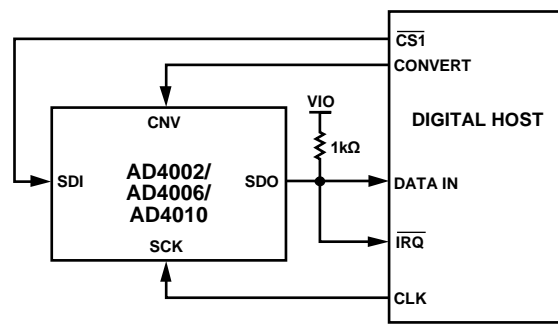 CS1
CONVERT
VIO
CNV
DIGITAL HOST
1kΩ
AD4002/
SDI
SDO
DATA IN
AD4006/
AD4010
SCK
IRQ
CLK